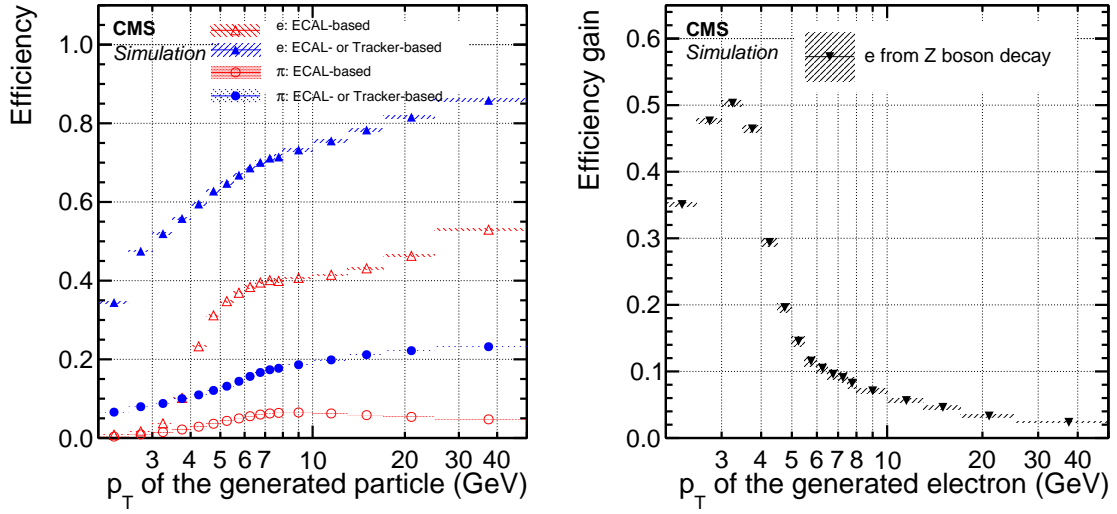 CMS
Simulation
e: ECAL-based
e: ECAL- or Tracker-based
π: ECAL-based
π: ECAL- or Tracker-based
Efficiency
1.0
0.8
0.6
0.4
0.2
0.0
3 4 5 6 7 10 20 30 40
p_T of the generated particle (GeV)
CMS
Simulation
e from Z boson decay
Efficiency gain
0.6
0.5
0.4
0.3
0.2
0.1
0.0
3 4 5 6 7 8 10 20 30 40
p_T of the generated electron (GeV)